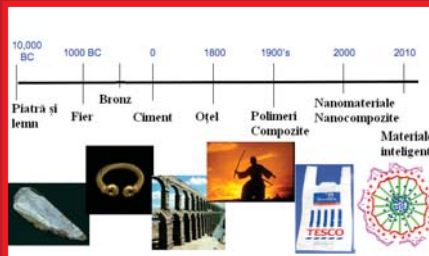 10,000 BC 1000 BC 0 1800 1900's 2000 2010
Piatră și lemn
Fier
Bronz
Ciment
Oțel
Polimeri
Compozite
Nanomateriale
Nanocompozite
Materiale
inteligent
TESCO